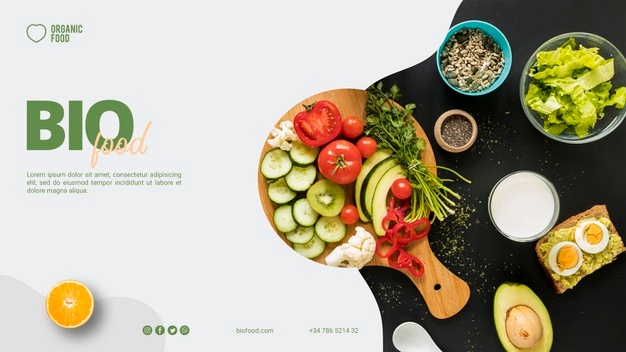 ORGANIC
FOOD
BIO
food
Lorem ipsum dolor sit amet, consectetur adipisicing
elit, sed do eiusmod tempor incididunt ut labore et
dolore magna aliqua.
biofood.com
+34 786 5214 32